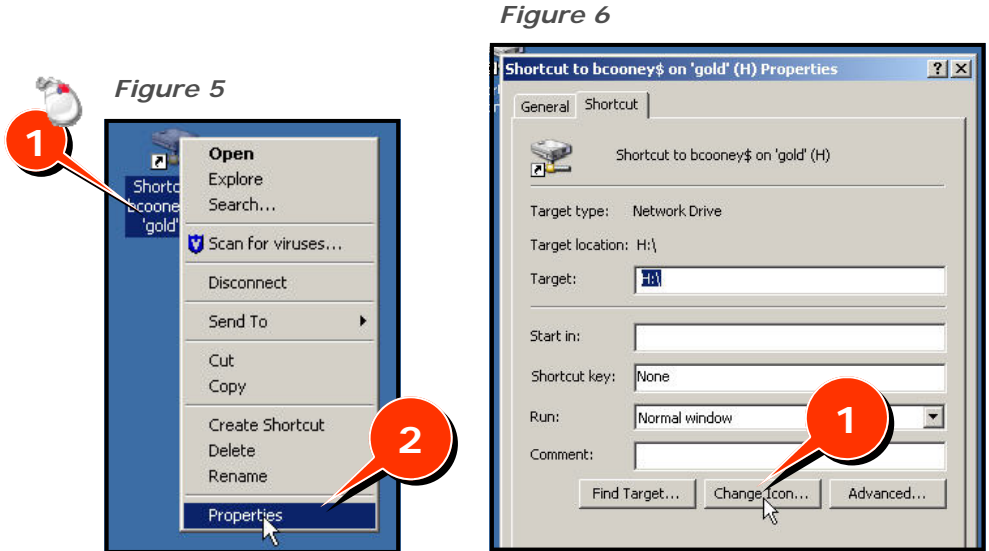 Figure 6
Figure 5
1
Shortc
bcoone
'gold'
Open
Explore
Search...
Scan for viruses...
Disconnect
Send To
Cut
Copy
Create Shortcut
Delete
Rename
Properties
2
Shortcut to bcooney$ on 'gold' (H) Properties
General Shortcut
Shortcut to bcooney$ on 'gold' (H)
Target type: Network Drive
Target location: H:\
Target: H:\
Start in:
Shortcut key: None
Run: Normal window
1
Comment:
Find Target... Change Icon... Advanced...